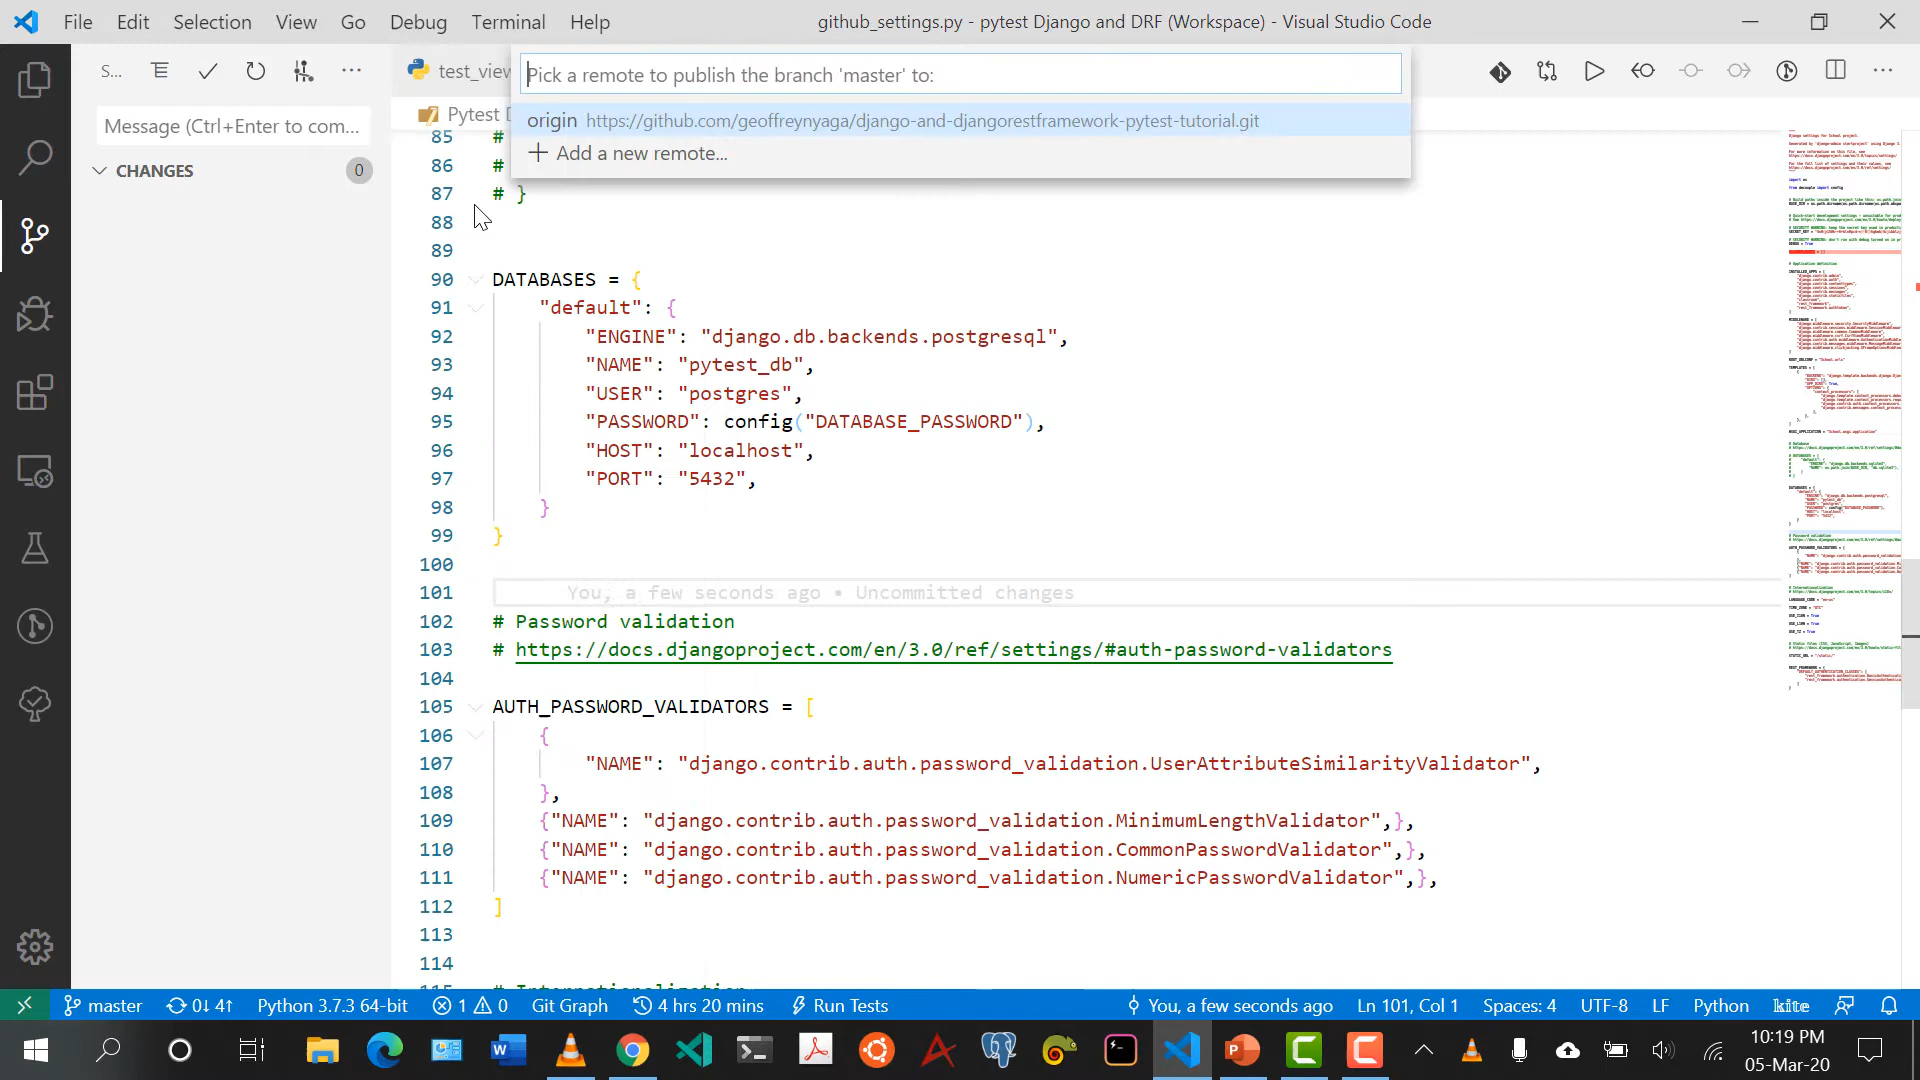 File Edit Selection View Go Debug Terminal Help
github_settings.py - pytest Django and DRF (Workspace) - Visual Studio Code
S...
test_view
Pick a remote to publish the branch 'master' to:
origin https://github.com/geoffreynyaga/django-and-djangorestframework-pytest-tutorial.git
Add a new remote...
Message (Ctrl+Enter to com...
CHANGES 0
Pytest D
85 #
86 #
87 # }
88
89
90 DATABASES = {
91 "default": {
92 "ENGINE": "django.db.backends.postgresql",
93 "NAME": "pytest_db",
94 "USER": "postgres",
95 "PASSWORD": config("DATABASE_PASSWORD"),
96 "HOST": "localhost",
97 "PORT": "5432",
98 }
99 }
100
101 You, a few seconds ago • Uncommitted changes
102 # Password validation
103 # https://docs.djangoproject.com/en/3.0/ref/settings/#auth-password-validators
104
105 AUTH_PASSWORD_VALIDATORS = [
106 {
107 "NAME": "django.contrib.auth.password_validation.UserAttributeSimilarityValidator",
108 },
109 {"NAME": "django.contrib.auth.password_validation.MinimumLengthValidator",},
110 {"NAME": "django.contrib.auth.password_validation.CommonPasswordValidator",},
111 {"NAME": "django.contrib.auth.password_validation.NumericPasswordValidator",},
112 ]
113
114
115 # Internationalization
master 0↓ 4↑ Python 3.7.3 64-bit 1 0 Git Graph 4 hrs 20 mins Run Tests You, a few seconds ago Ln 101, Col 1 Spaces: 4 UTF-8 LF Python kite
10:19 PM
05-Mar-20